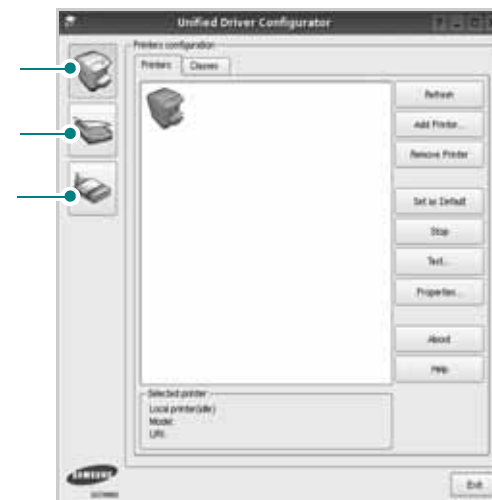 Unified Driver Configurator
Printers configuration
Printers
Classes
Refresh
Add Printer...
Remove Printer
Set as Default
Stop
Test...
Properties...
About
Help
Selected printer
Local printer(idle)
Model:
URI:
SAMSUNG
Exit